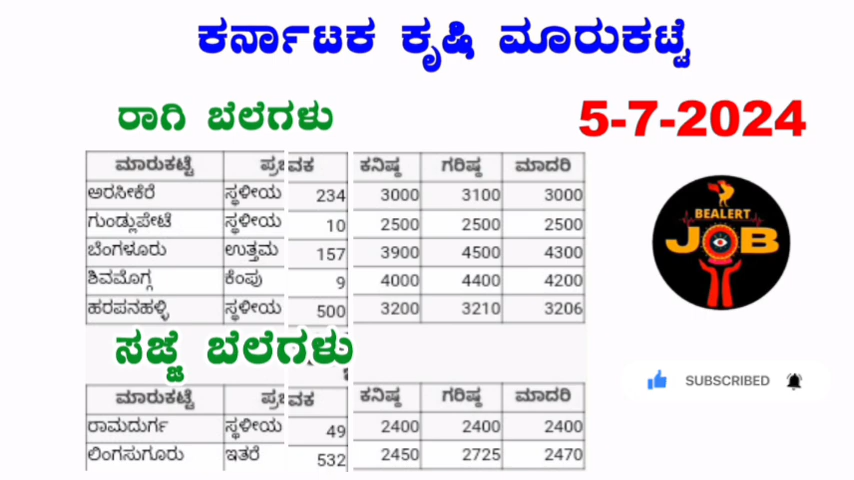 ಕರ್ನಾಟಕ ಕೃಷಿ ಮಾರುಕಟ್ಟೆ
ರಾಗಿ ಬೆಲೆಗಳು 5-7-2024
ಮಾರುಕಟ್ಟೆ ವಕ ಕನಿಷ್ಠ ಗರಿಷ್ಠ ಮಾದರಿ
ಅರಸೀಕೆರೆ ಸ್ಥಳೀಯ 234 3000 3100 3000
ಗುಂಡ್ಲುಪೇಟೆ ಸ್ಥಳೀಯ 10 2500 2500 2500
ಬೆಂಗಳೂರು ಉತ್ತಮ 157 3900 4500 4300
ಶಿವಮೊಗ್ಗ ಕೆಂಪು 9 4000 4400 4200
ಹರಪನಹಳ್ಳಿ ಸ್ಥಳೀಯ 500 3200 3210 3206
BEALERT
JOB
ಸಜ್ಜೆ ಬೆಲೆಗಳು
SUBSCRIBED
ಮಾರುಕಟ್ಟೆ ವಕ ಕನಿಷ್ಠ ಗರಿಷ್ಠ ಮಾದರಿ
ರಾಮದುರ್ಗ ಸ್ಥಳೀಯ 49 2400 2400 2400
ಲಿಂಗಸುಗೂರು ಇತರೆ 532 2450 2725 2470